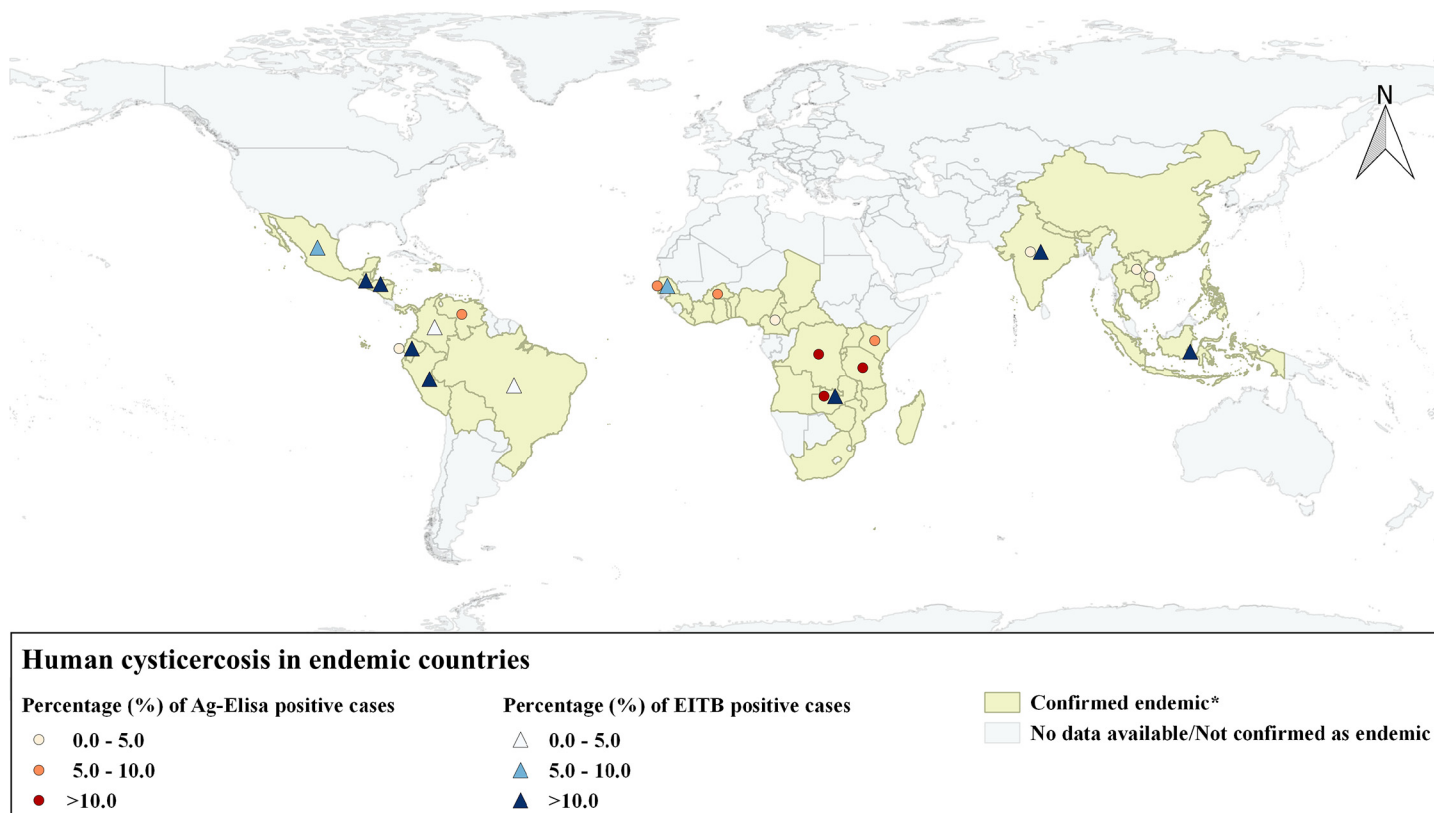 N
Human cysticercosis in endemic countries
Percentage (%) of Ag-Elisa positive cases
0.0 - 5.0
5.0 - 10.0
>10.0
Percentage (%) of EITB positive cases
0.0 - 5.0
5.0 - 10.0
>10.0
Confirmed endemic*
No data available/Not confirmed as endemic